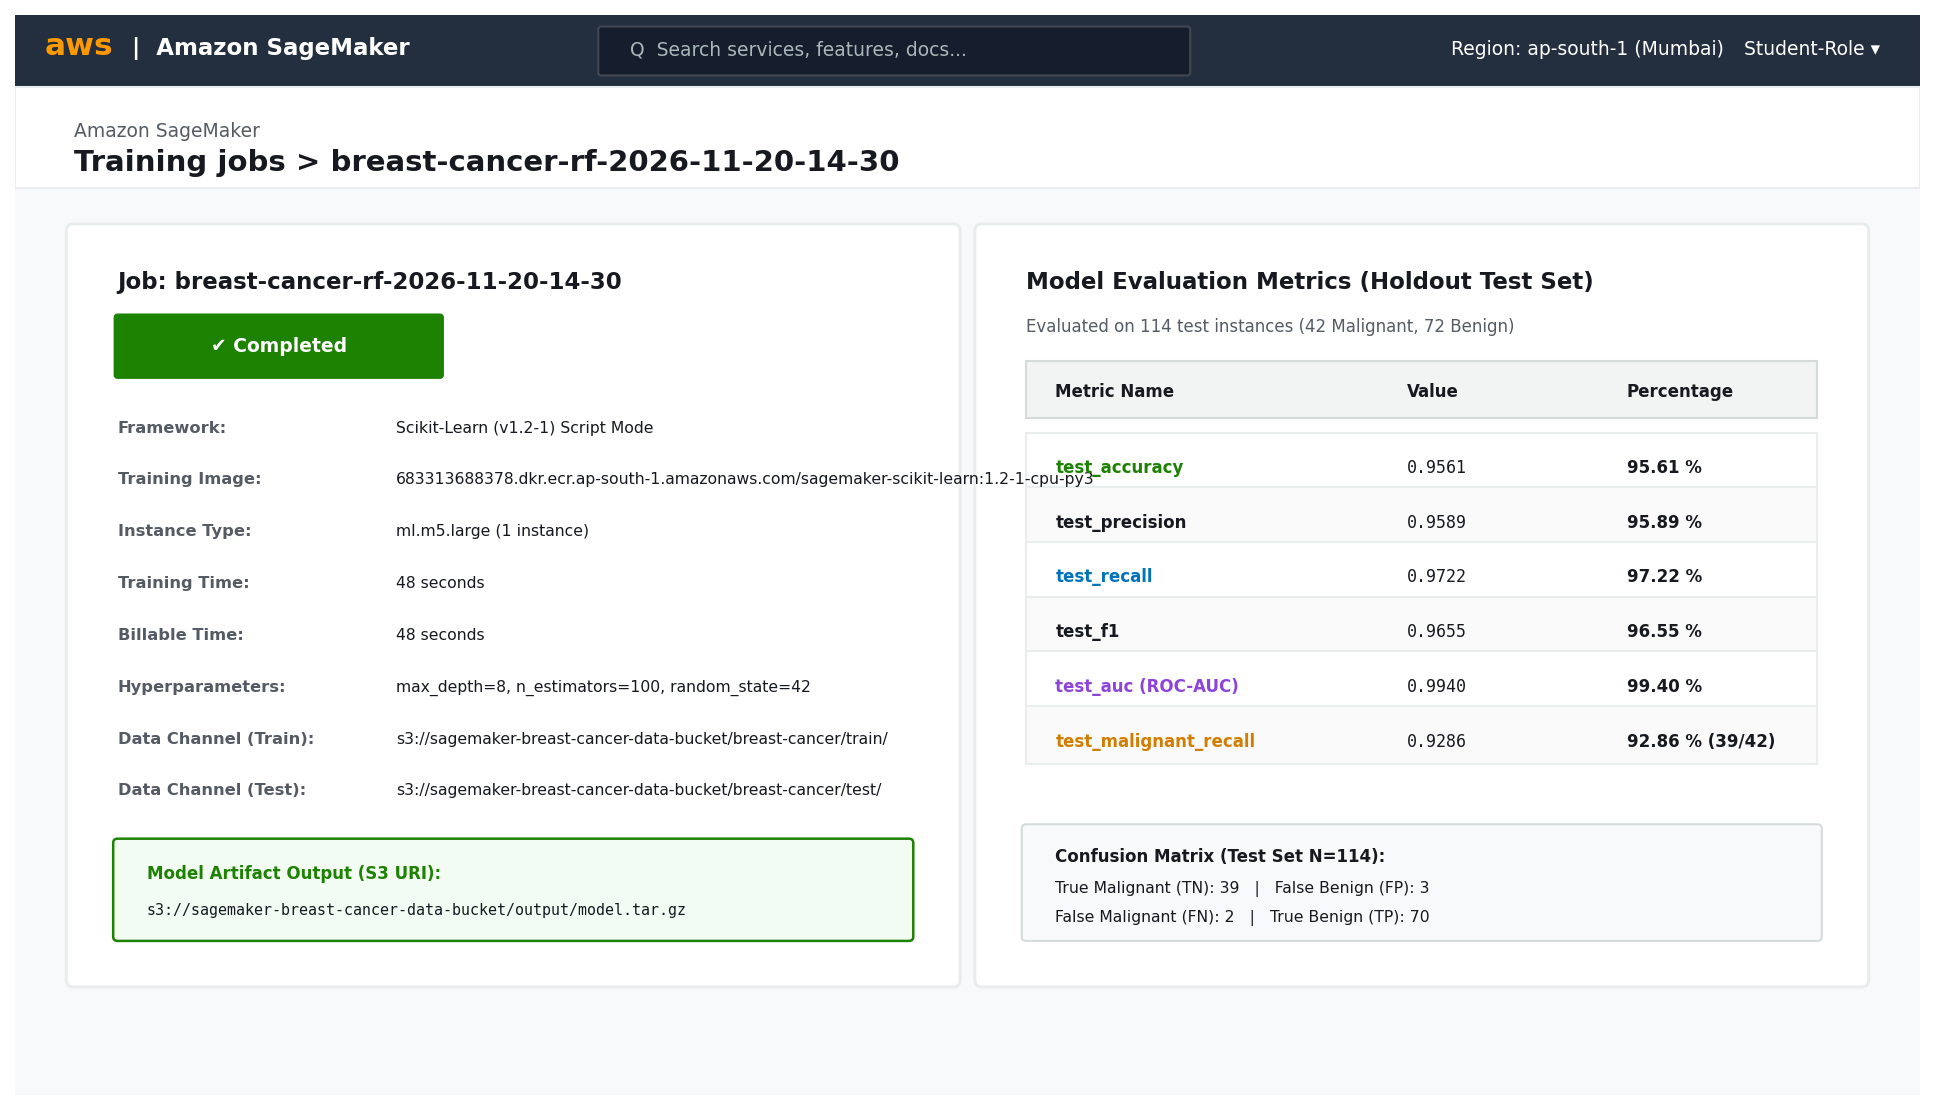 aws | Amazon SageMaker
Q Search services, features, docs...
Region: ap-south-1 (Mumbai) Student-Role ▾
Amazon SageMaker
Training jobs > breast-cancer-rf-2026-11-20-14-30
Job: breast-cancer-rf-2026-11-20-14-30
✔ Completed
Framework: Scikit-Learn (v1.2-1) Script Mode
Training Image: 683313688378.dkr.ecr.ap-south-1.amazonaws.com/sagemaker-scikit-learn:1.2-1-cpu-py3
Instance Type: ml.m5.large (1 instance)
Training Time: 48 seconds
Billable Time: 48 seconds
Hyperparameters: max_depth=8, n_estimators=100, random_state=42
Data Channel (Train): s3://sagemaker-breast-cancer-data-bucket/breast-cancer/train/
Data Channel (Test): s3://sagemaker-breast-cancer-data-bucket/breast-cancer/test/
Model Artifact Output (S3 URI):
s3://sagemaker-breast-cancer-data-bucket/output/model.tar.gz
Model Evaluation Metrics (Holdout Test Set)
Evaluated on 114 test instances (42 Malignant, 72 Benign)
Metric Name Value Percentage
test_accuracy 0.9561 95.61 %
test_precision 0.9589 95.89 %
test_recall 0.9722 97.22 %
test_f1 0.9655 96.55 %
test_auc (ROC-AUC) 0.9940 99.40 %
test_malignant_recall 0.9286 92.86 % (39/42)
Confusion Matrix (Test Set N=114):
True Malignant (TN): 39 | False Benign (FP): 3
False Malignant (FN): 2 | True Benign (TP): 70